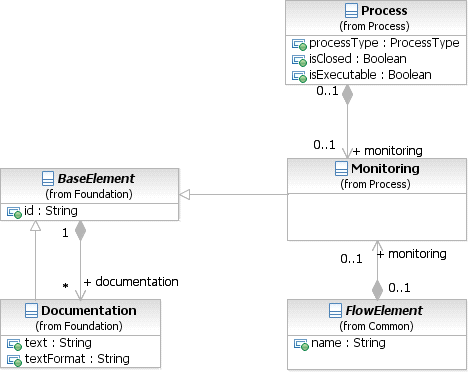 Process
(from Process)
processType : ProcessType
isClosed : Boolean
isExecutable : Boolean
0..1
0..1
+ monitoring
BaseElement
(from Foundation)
id : String
Monitoring
(from Process)
1
*
+ documentation
+ monitoring
0..1
0..1
Documentation
(from Foundation)
text : String
textFormat : String
FlowElement
(from Common)
name : String